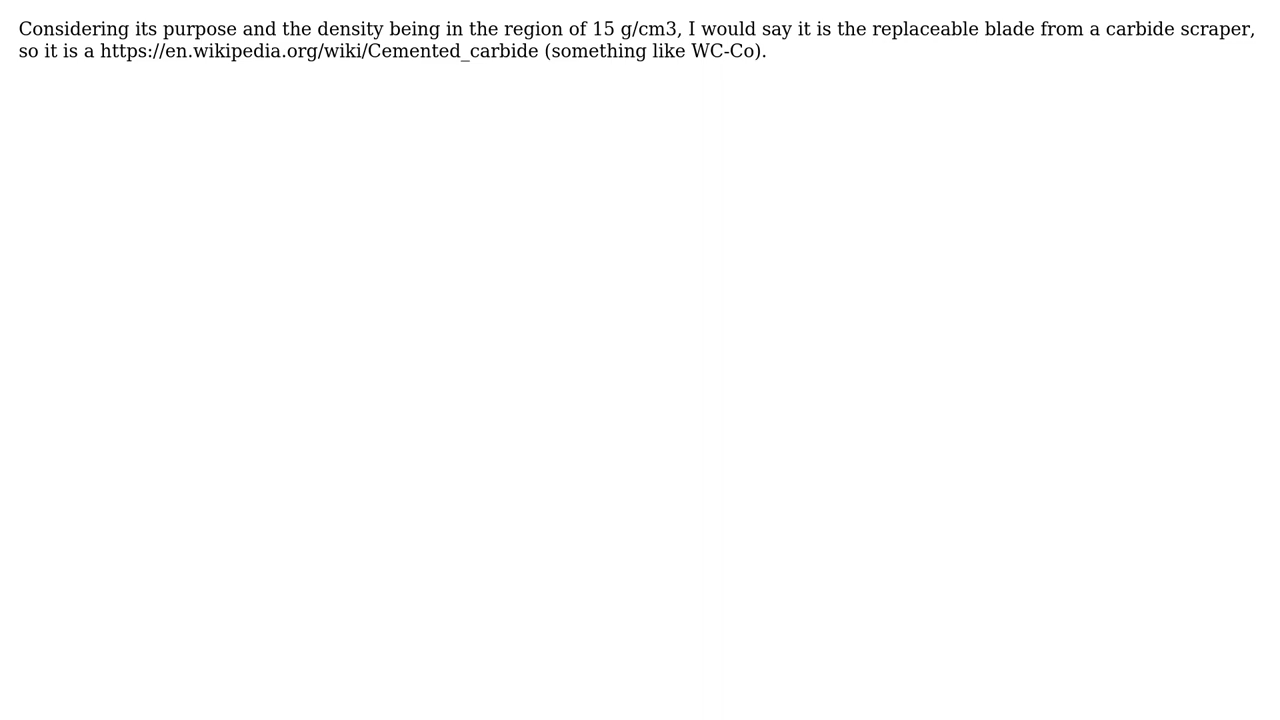 Considering its purpose and the density being in the region of 15 g/cm3, I would say it is the replaceable blade from a carbide scraper,
so it is a https://en.wikipedia.org/wiki/Cemented_carbide (something like WC-Co).